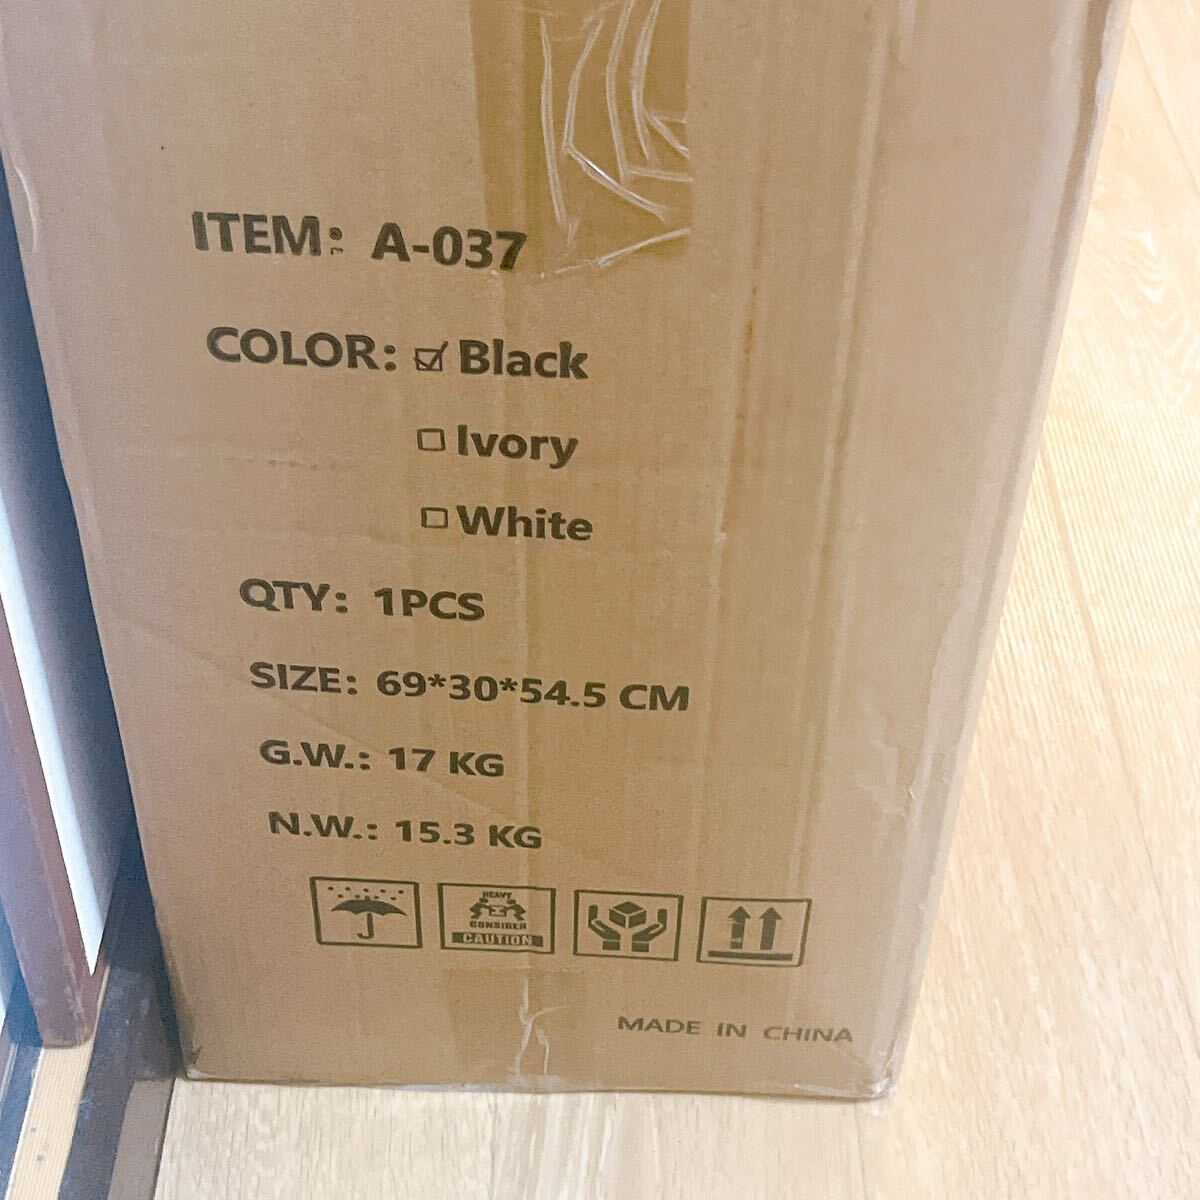 ITEM: A-037
COLOR: ☑ Black
☐ Ivory
☐ White
QTY: 1PCS
SIZE: 69*30*54.5 CM
G.W.: 17 KG
N.W.: 15.3 KG
HEAVY
CONSIDER
CAUTION
MADE IN CHINA